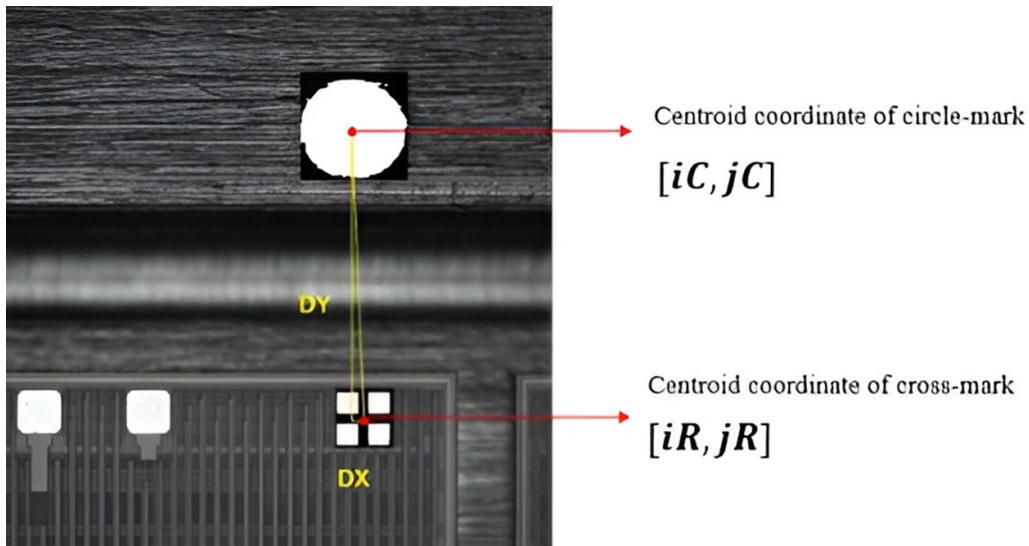 Centroid coordinate of circle-mark
[iC, jC]
DY
Centroid coordinate of cross-mark
[iR, jR]
DX